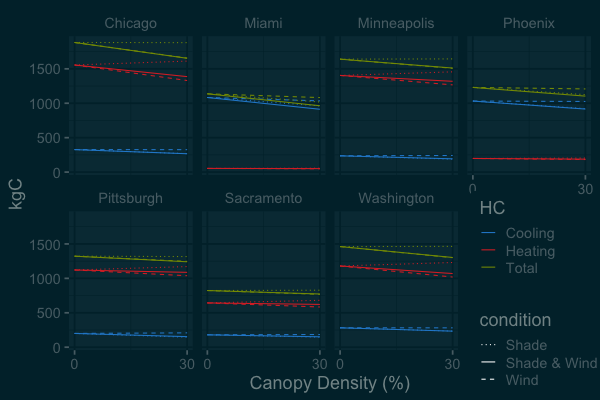 Chicago Miami Minneapolis Phoenix
1500
1000
500
0
0 30
kgC
Pittsburgh Sacramento Washington
1500
1000
500
0
0 30 0 30 0 30
Canopy Density (%)
HC
Cooling
Heating
Total
condition
Shade
Shade & Wind
Wind